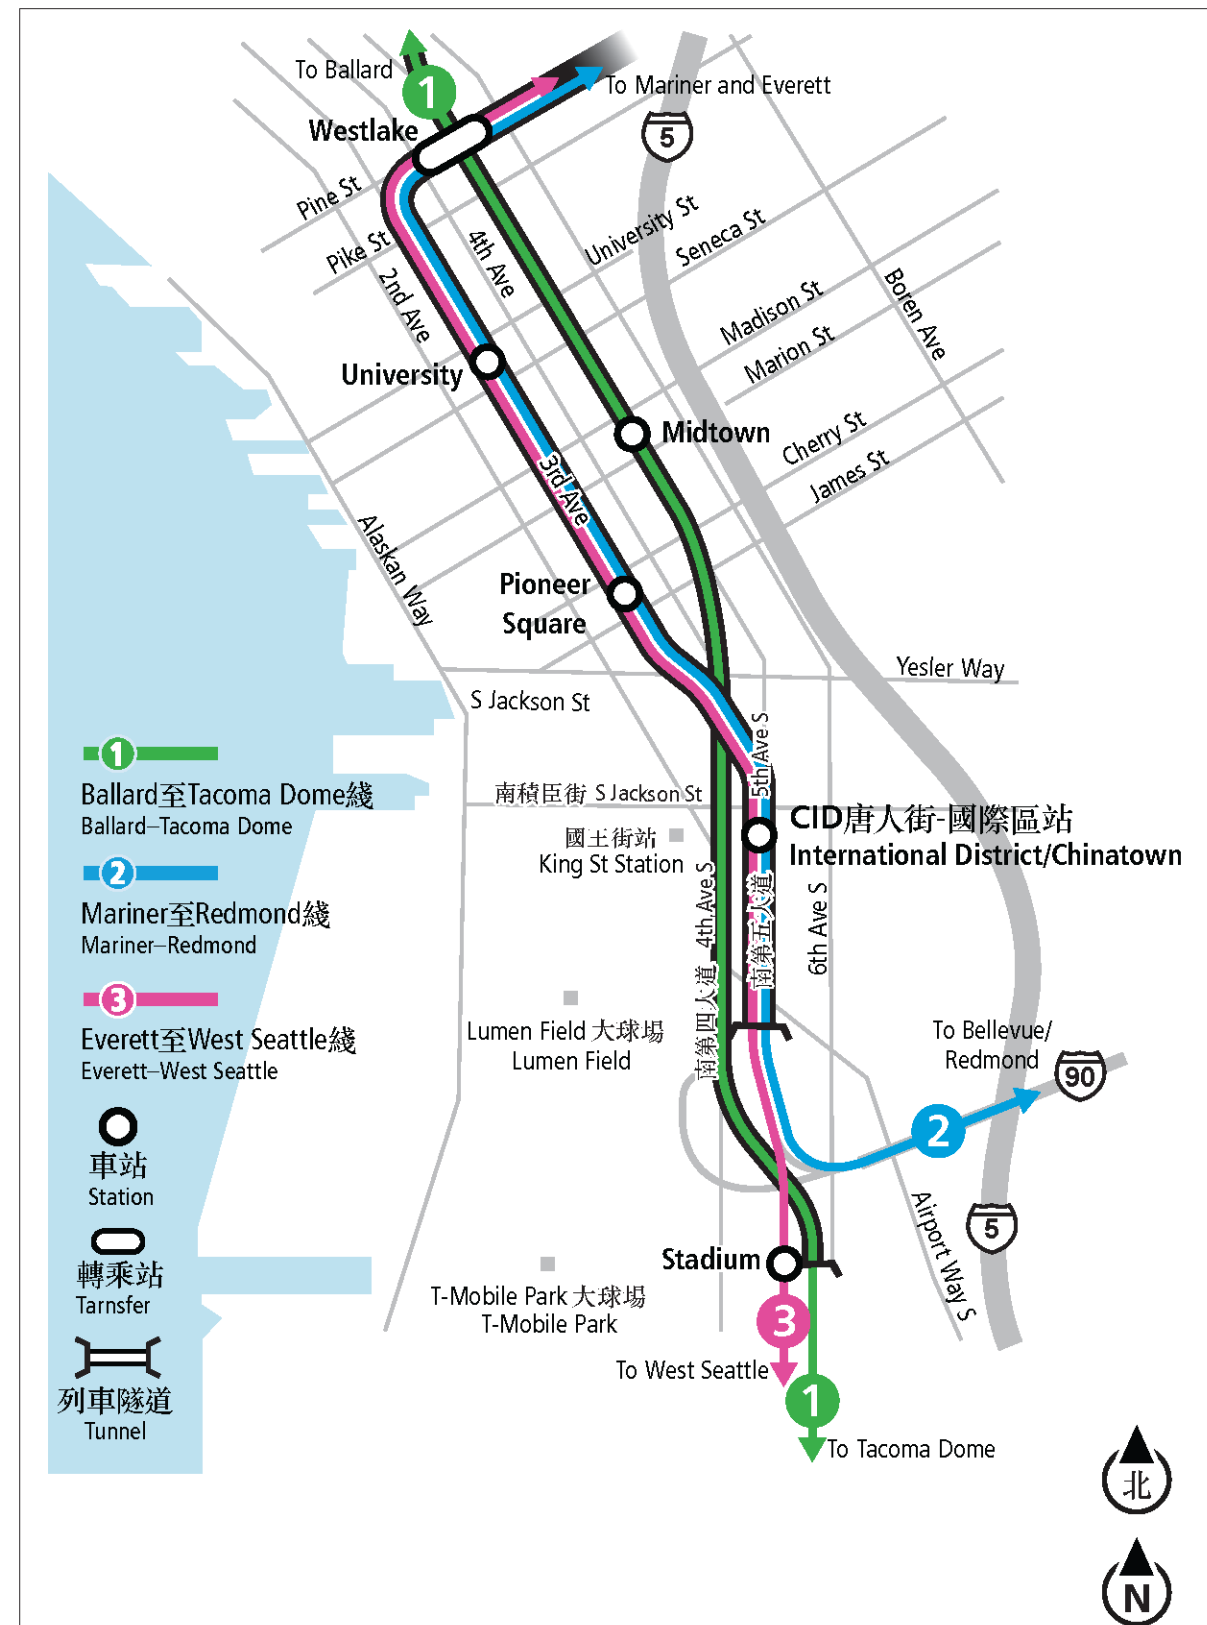 To Ballard
1
To Mariner and Everett
Westlake
5
Pine St
Pike St
4th Ave
2nd Ave
University St
Seneca St
Madison St
Marion St
Boren Ave
University
Midtown
Cherry St
James St
3rd Ave
Alaskan Way
Pioneer
Square
Yesler Way
S Jackson St
5th Ave S
1
Ballard至Tacoma Dome綫
Ballard–Tacoma Dome
南積臣街 S Jackson St
國王街站
King St Station
CID唐人街-國際區站
International District/Chinatown
2
Mariner至Redmond綫
Mariner–Redmond
南第四大道 4th Ave S
南第五大道
6th Ave S
3
Everett至West Seattle綫
Everett–West Seattle
Lumen Field 大球場
Lumen Field
To Bellevue/
Redmond
90
2
車站
Station
5
Airport Way S
轉乘站
Tarnsfer
Stadium
T-Mobile Park 大球場
T-Mobile Park
3
To West Seattle
列車隧道
Tunnel
1
To Tacoma Dome
北
N